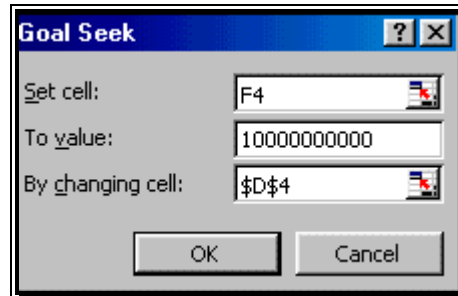 Goal Seek ? X
Set cell: F4
To value: 10000000000
By changing cell: $D$4
OK Cancel